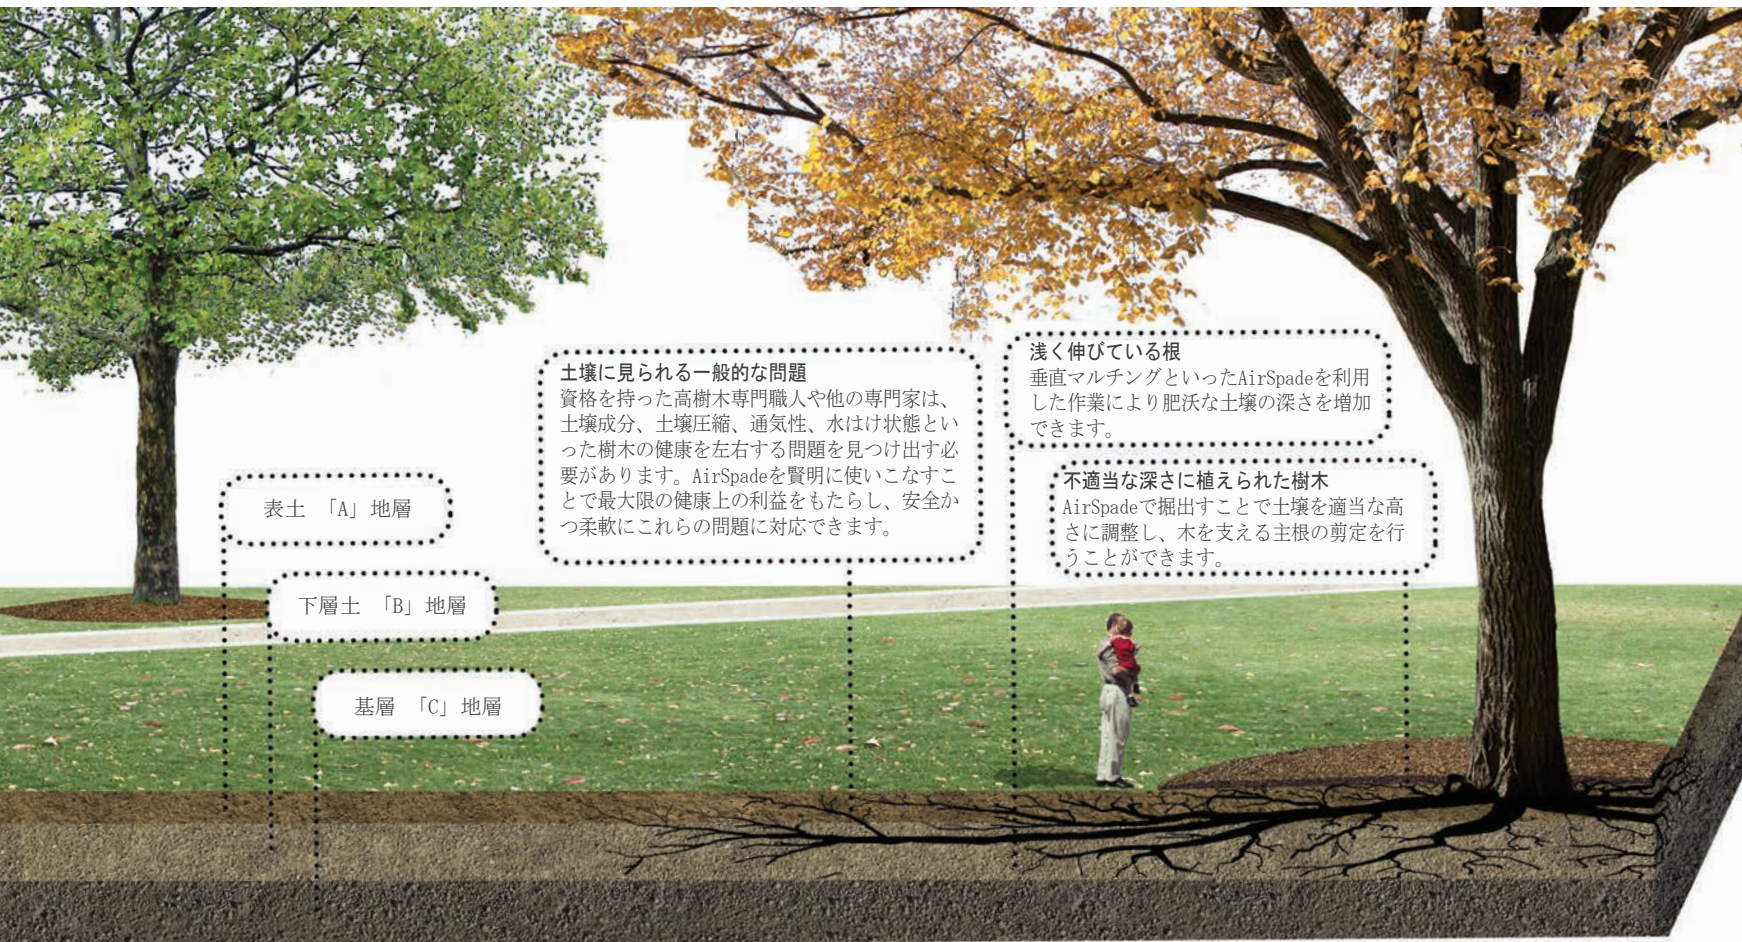 土壌に見られる一般的な問題
資格を持った高樹木専門職人や他の専門家は、
土壌成分、土壌圧縮、通気性、水はけ状態とい
った樹木の健康を左右する問題を見つけ出す必
要があります。AirSpadeを賢明に使いこなすこ
とで最大限の健康上の利益をもたらし、安全か
つ柔軟にこれらの問題に対応できます。
浅く伸びている根
垂直マルチングといったAirSpadeを利用
した作業により肥沃な土壌の深さを増加
できます。
不適当な深さに植えられた樹木
AirSpadeで掘出すことで土壌を適当な高
さに調整し、木を支える主根の剪定を行
うことができます。
表土 「A」地層
下層土 「B」地層
基層 「C」地層